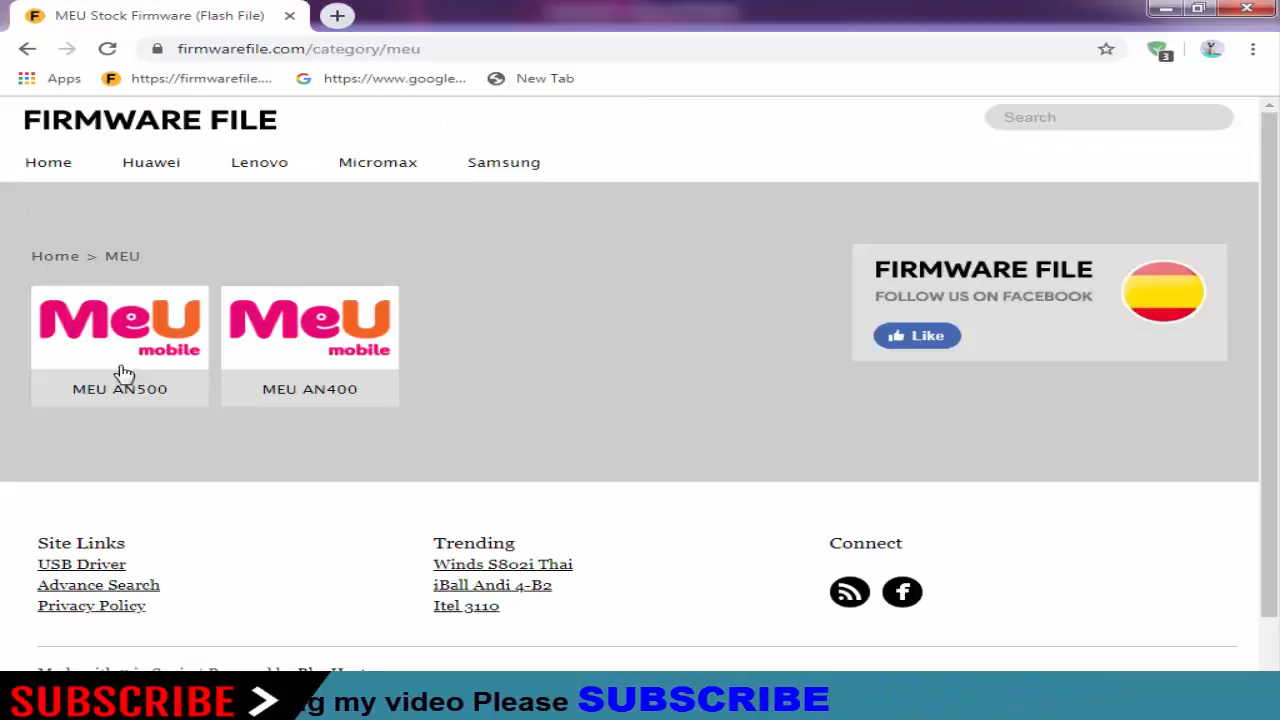 MEU Stock Firmware (Flash File)
firmwarefile.com/category/meu
3
Apps
https://firmwarefile....
https://www.google...
New Tab
FIRMWARE FILE
Search
Home
Huawei
Lenovo
Micromax
Samsung
Home > MEU
MeU mobile
MeU mobile
MEU AN500
MEU AN400
FIRMWARE FILE
FOLLOW US ON FACEBOOK
Like
Site Links
USB Driver
Advance Search
Privacy Policy
Trending
Winds S802i Thai
iBall Andi 4-B2
Itel 3110
Connect
SUBSCRIBE
my video Please SUBSCRIBE